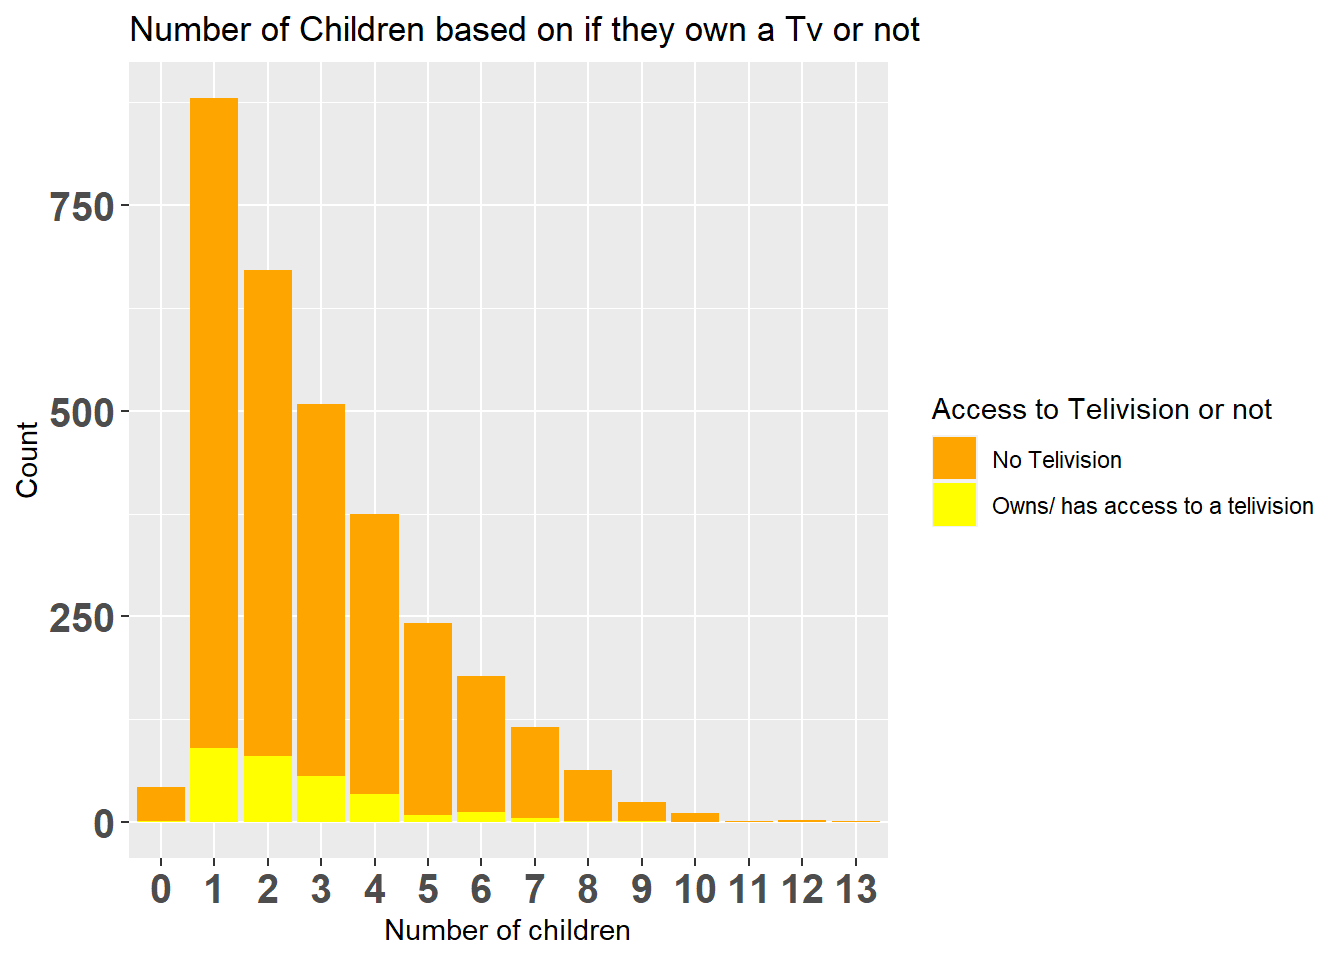 Number of Children based on if they own a Tv or not
750
500
250
0
Count
0 1 2 3 4 5 6 7 8 9 10 11 12 13
Number of children
Access to Telivision or not
No Telivision
Owns/ has access to a telivision